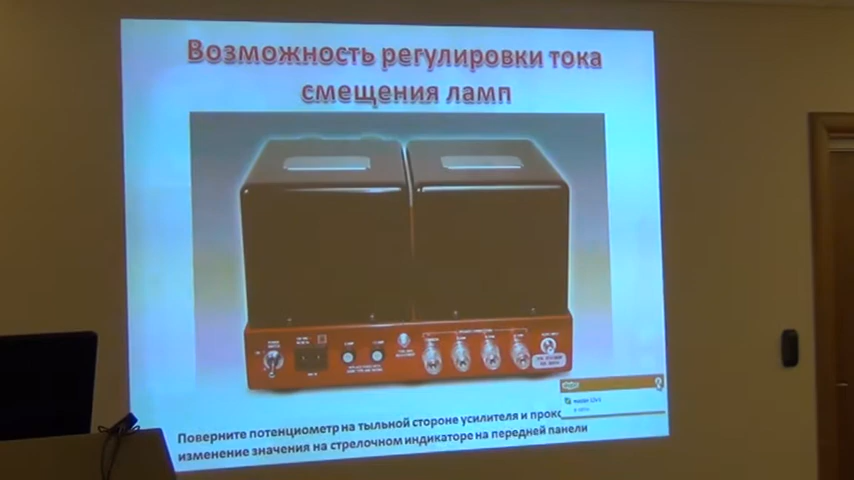 Возможность регулировки тока
смещения ламп
Поверните потенциометр на тыльной стороне усилителя и прокс
изменение значения на стрелочном индикаторе на передней панели